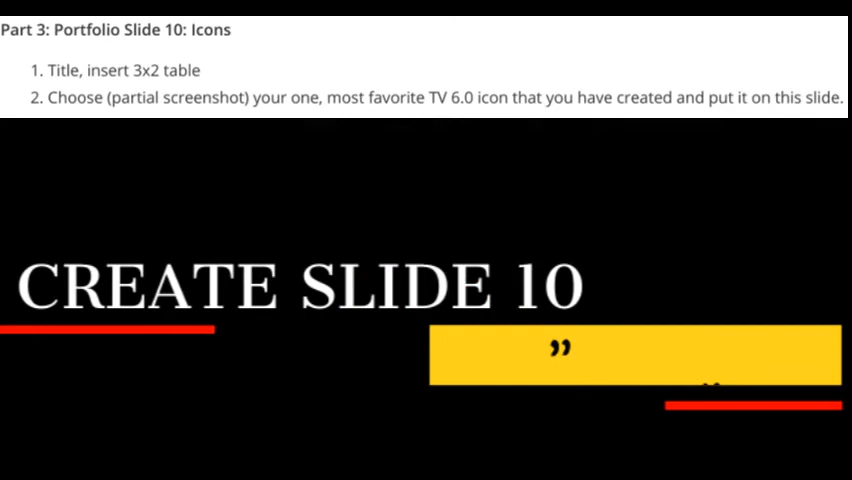 Part 3: Portfolio Slide 10: Icons
1. Title, insert 3x2 table
2. Choose (partial screenshot) your one, most favorite TV 6.0 icon that you have created and put it on this slide.
CREATE SLIDE 10
”